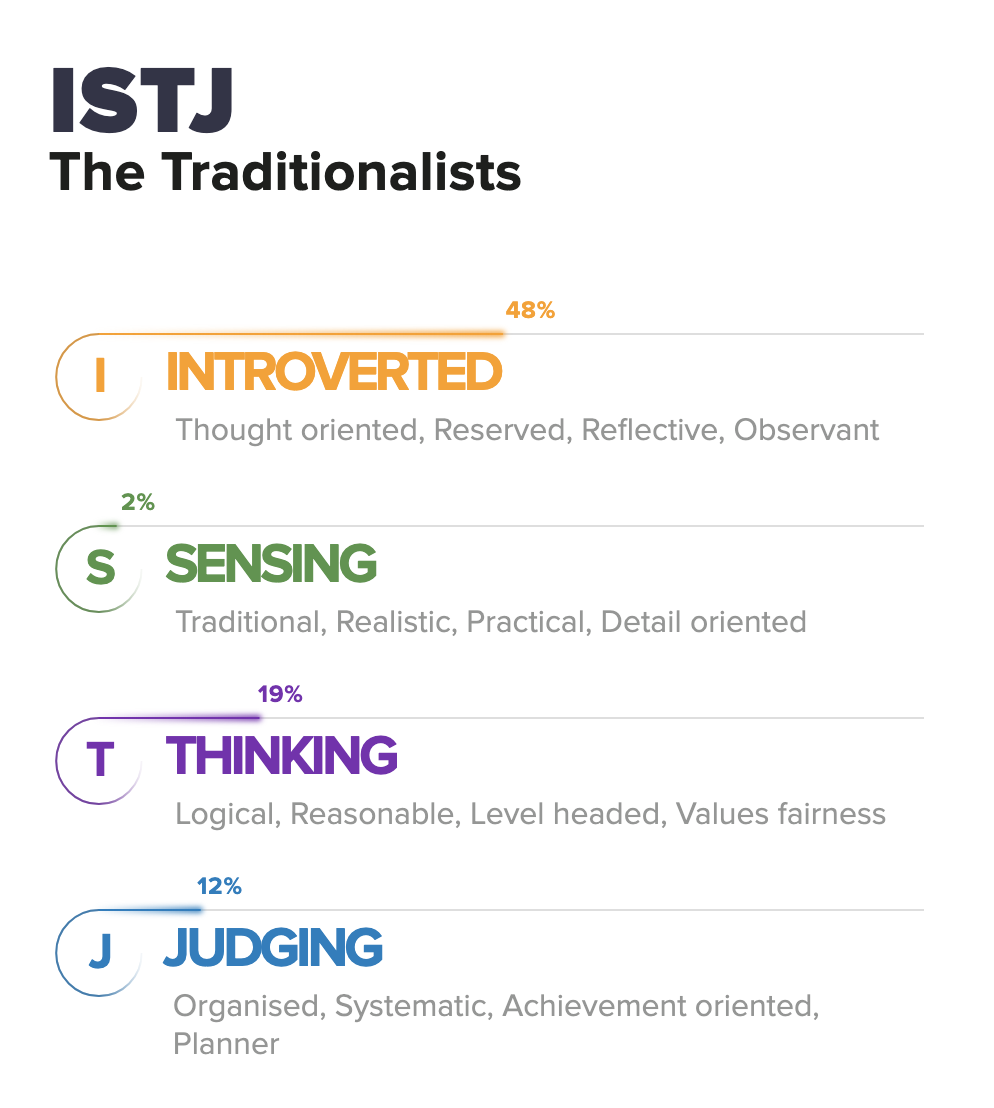 ISTJ
The Traditionalists
48%
I
INTROVERTED
Thought oriented, Reserved, Reflective, Observant
2%
S
SENSING
Traditional, Realistic, Practical, Detail oriented
19%
T
THINKING
Logical, Reasonable, Level headed, Values fairness
12%
J
JUDGING
Organised, Systematic, Achievement oriented,
Planner